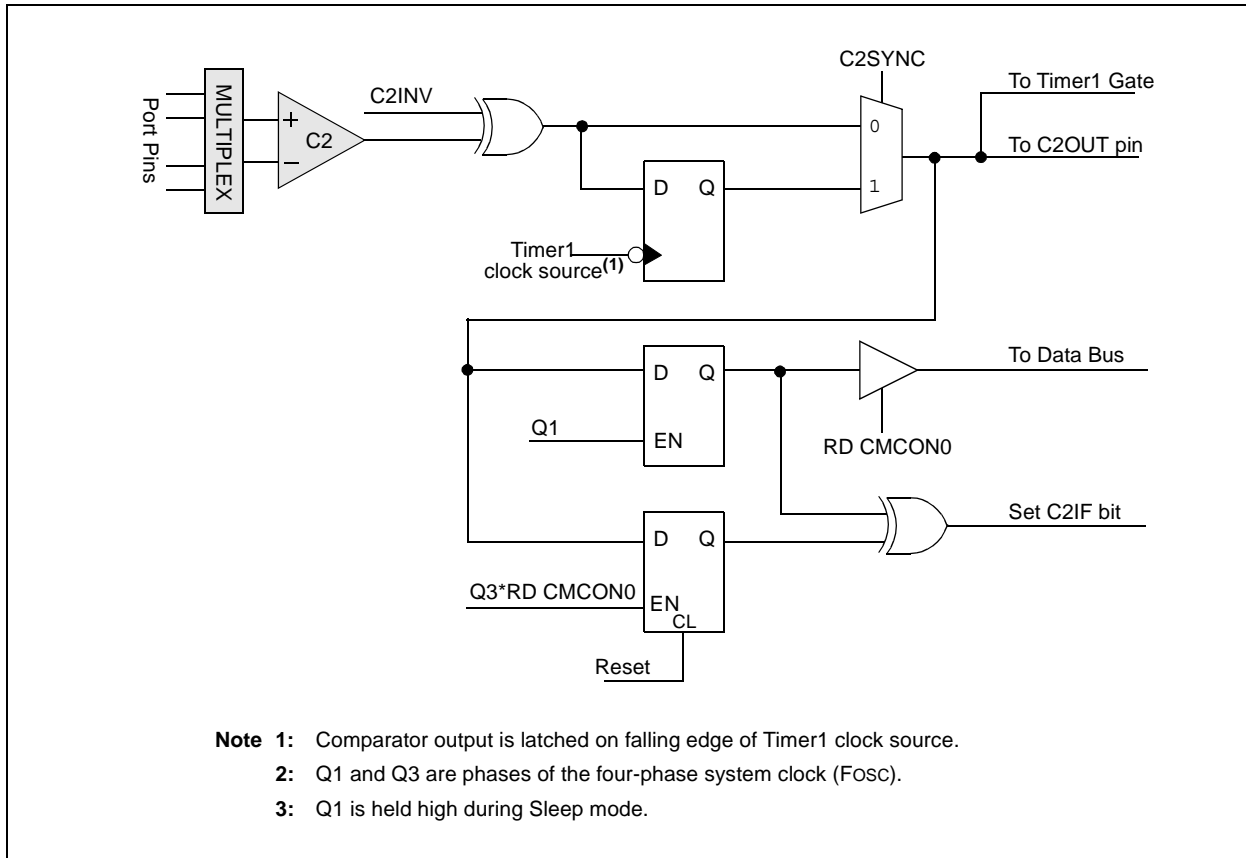 C2SYNC
To Timer1 Gate
Port Pins
MULTIPLEX
C2INV
+
C2
–
0
To C2OUT pin
D Q
1
Timer1
clock source(1)
D Q
To Data Bus
Q1
EN
RD CMCON0
D Q
Set C2IF bit
Q3*RD CMCON0
EN
CL
Reset
Note 1: Comparator output is latched on falling edge of Timer1 clock source.
2: Q1 and Q3 are phases of the four-phase system clock (FOSC).
3: Q1 is held high during Sleep mode.